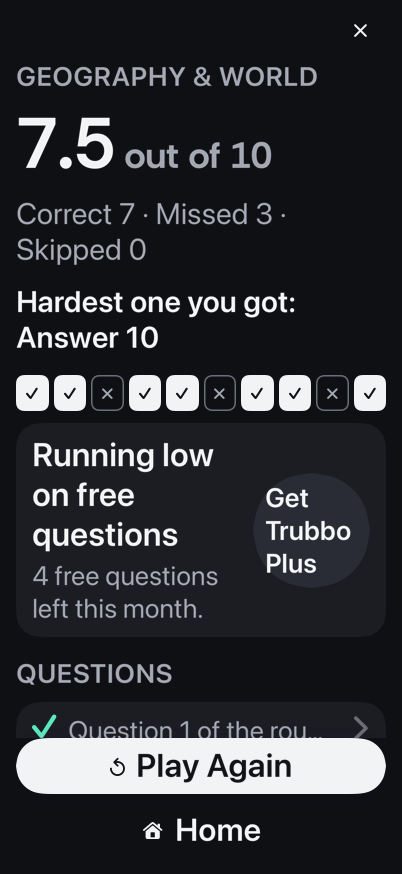 GEOGRAPHY & WORLD
7.5 out of 10
Correct 7 · Missed 3 ·
Skipped 0
Hardest one you got:
Answer 10
Running low
on free
questions
4 free questions
left this month.
Get
Trubbo
Plus
QUESTIONS
Question 1 of the rou…
Play Again
Home